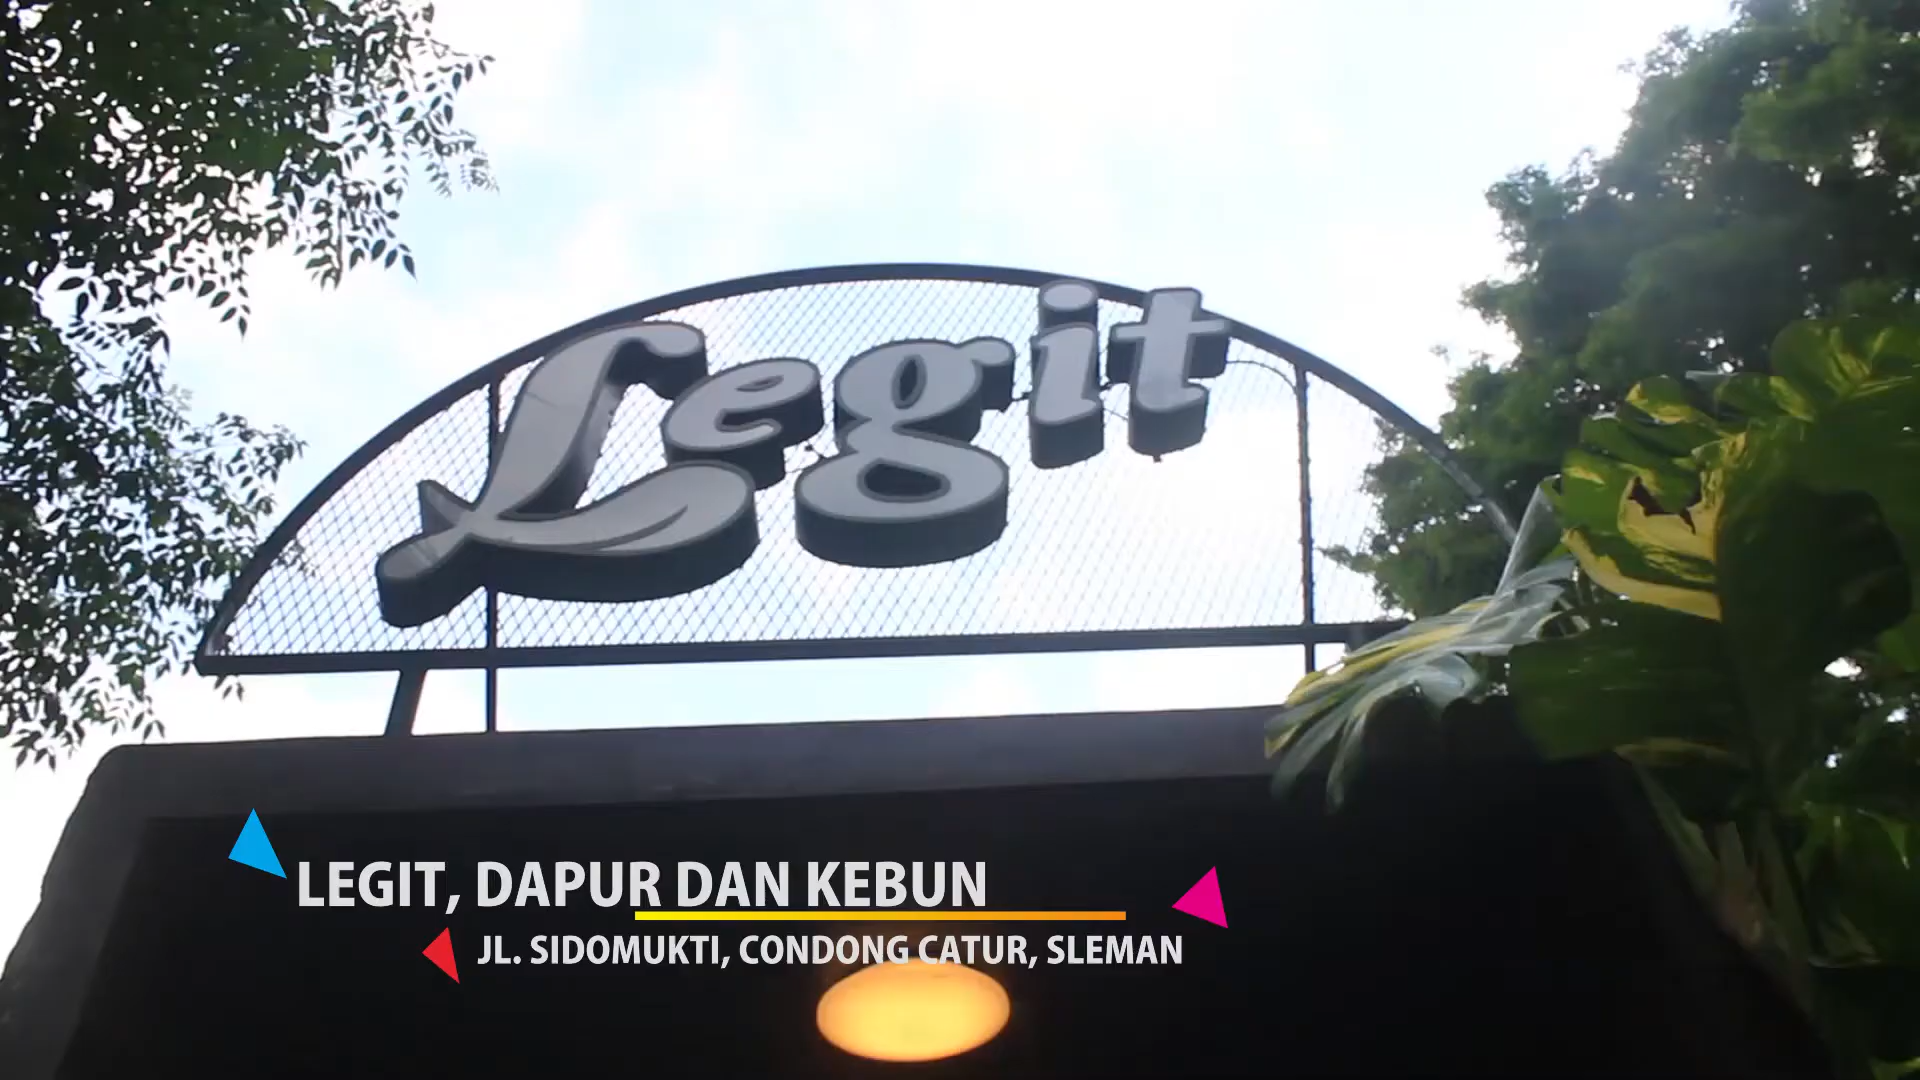 Legit
LEGIT, DAPUR DAN KEBUN
JL. SIDOMUKTI, CONDONG CATUR, SLEMAN